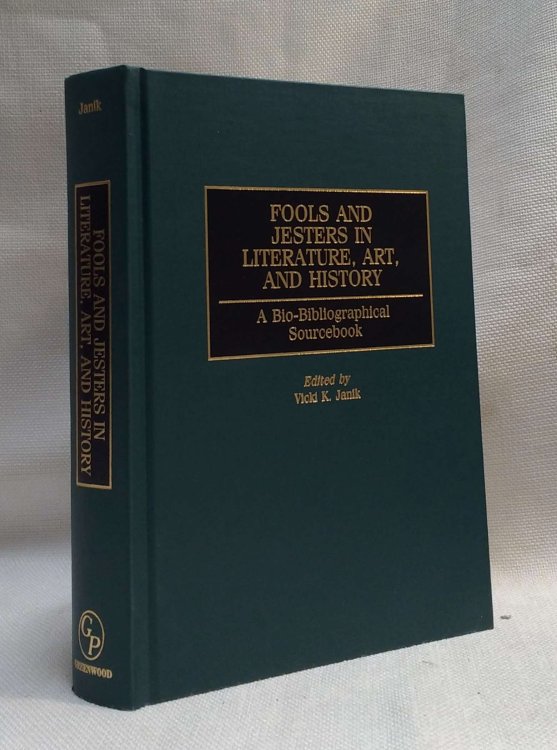 Janik
FOOLS AND JESTERS IN
LITERATURE, ART, AND HISTORY
GP
GREENWOOD
FOOLS AND
JESTERS IN
LITERATURE, ART,
AND HISTORY
A Bio-Bibliographical
Sourcebook
Edited by
Vicki K. Janik